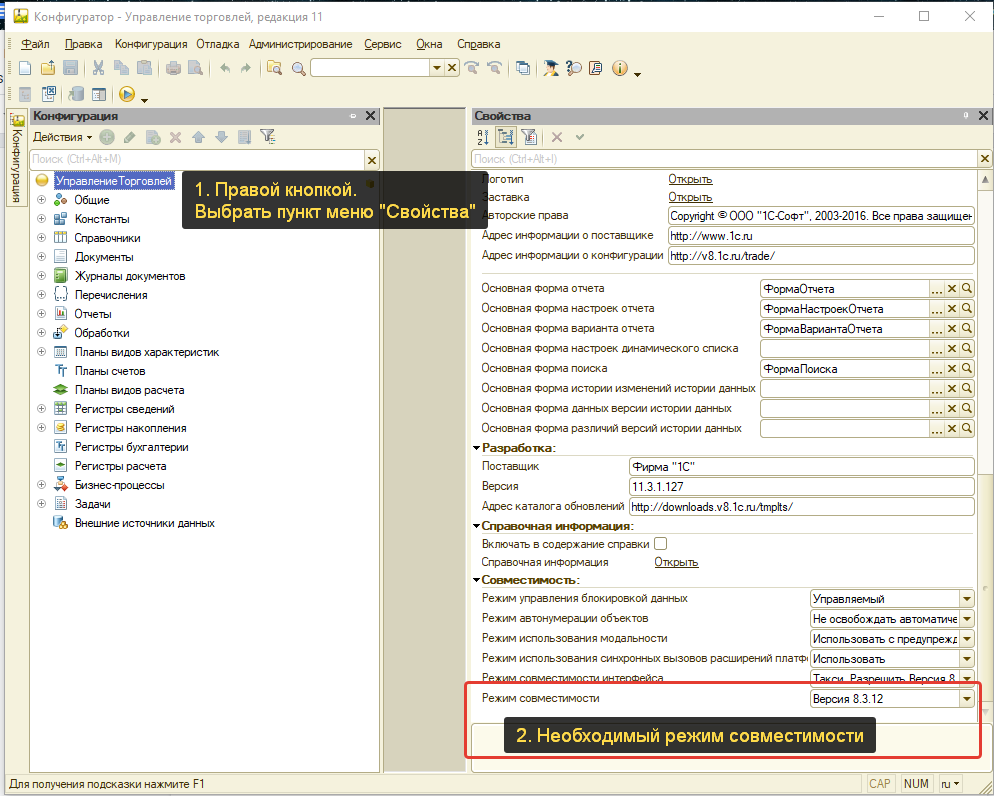 Конфигуратор - Управление торговлей, редакция 11
Файл Правка Конфигурация Отладка Администрирование Сервис Окна Справка
Конфигурация
Конфигурация
Действия
Поиск (Ctrl+Alt+M)
УправлениеТорговлей
Общие
Константы
Справочники
Документы
Журналы документов
Перечисления
Отчеты
Обработки
Планы видов характеристик
Планы счетов
Планы видов расчета
Регистры сведений
Регистры накопления
Регистры бухгалтерии
Регистры расчета
Бизнес-процессы
Задачи
Внешние источники данных
1. Правой кнопкой.
Выбрать пункт меню "Свойства"
Свойства
Поиск (Ctrl+Alt+I)
Логотип Открыть
Заставка Открыть
Авторские права Copyright © ООО "1С-Софт", 2003-2016. Все права защищен
Адрес информации о поставщике http://www.1c.ru
Адрес информации о конфигурации http://v8.1c.ru/trade/
Основная форма отчета ФормаОтчета ...
Основная форма настроек отчета ФормаНастроекОтчета ...
Основная форма варианта отчета ФормаВариантаОтчета ...
Основная форма настроек динамического списка ...
Основная форма поиска ФормаПоиска ...
Основная форма истории изменений истории данных ...
Основная форма данных версии истории данных ...
Основная форма различий версий истории данных ...
Разработка:
Поставщик Фирма "1С"
Версия 11.3.1.127
Адрес каталога обновлений http://downloads.v8.1c.ru/tmplts/
Справочная информация:
Включать в содержание справки
Справочная информация Открыть
Совместимость:
Режим управления блокировкой данных Управляемый
Режим автонумерации объектов Не освобождать автоматиче
Режим использования модальности Использовать с предупрежд
Режим использования синхронных вызовов расширений платф Использовать
Режим совместимости интерфейса Такси. Разрешить Версия 8.
Режим совместимости Версия 8.3.12
2. Необходимый режим совместимости
Для получения подсказки нажмите F1 CAP NUM ru